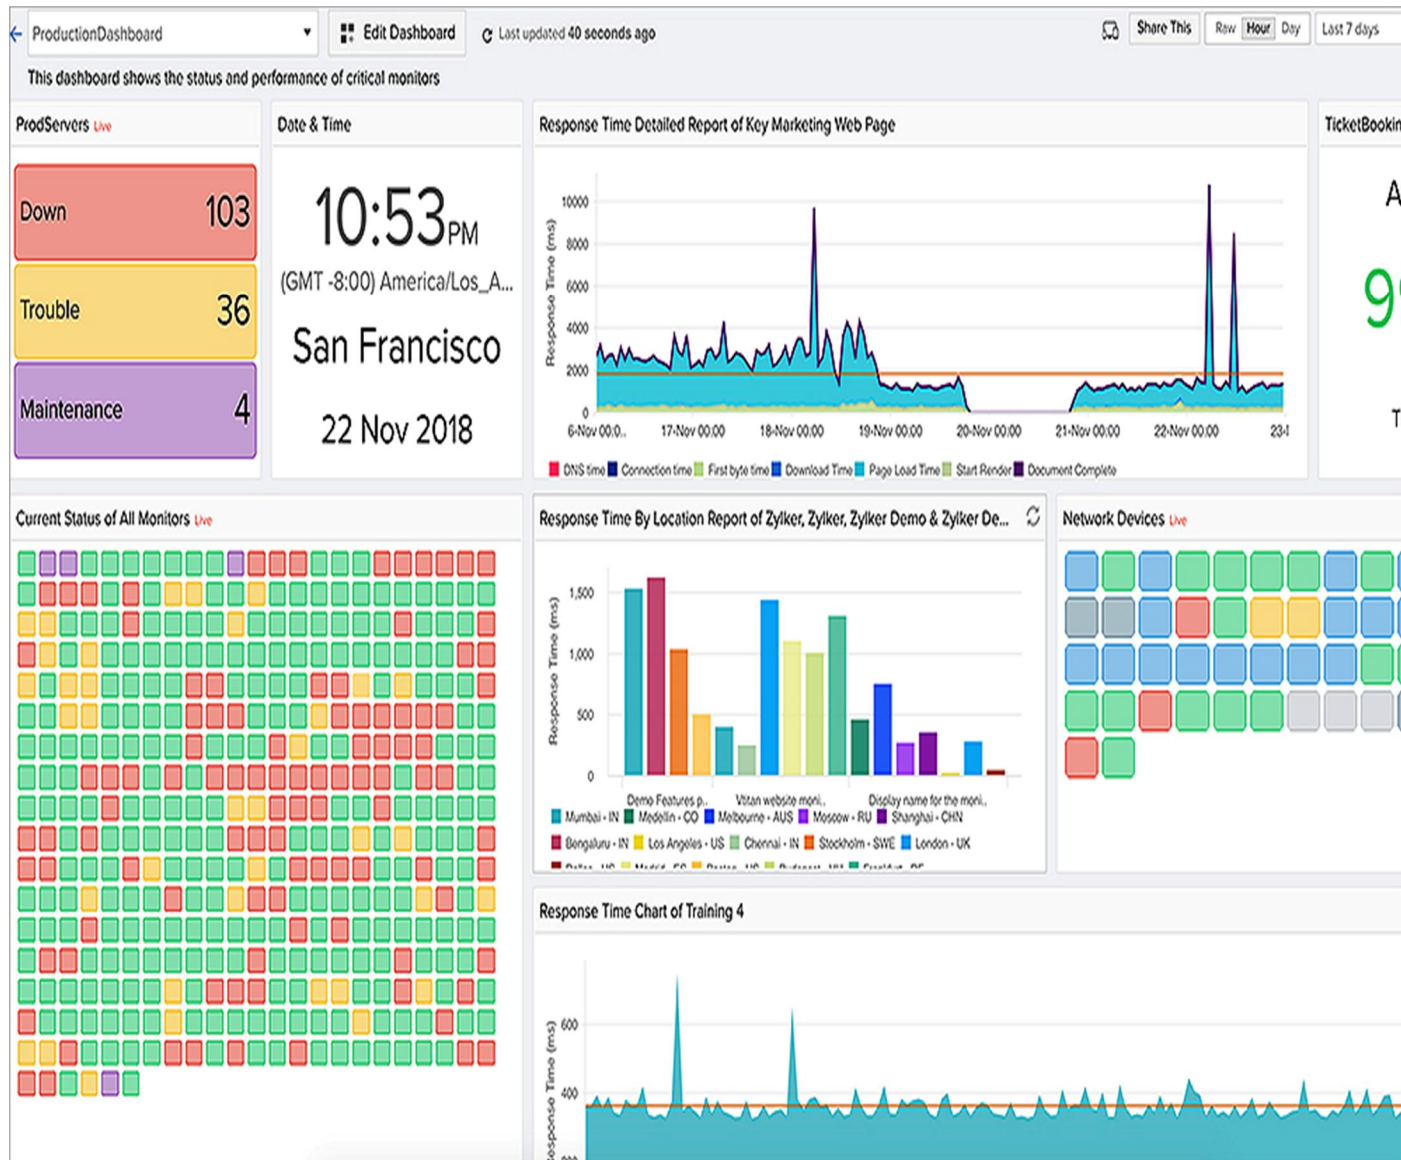 ProductionDashboard
Edit Dashboard
Last updated 40 seconds ago
Share This
Raw Hour Day
Last 7 days
This dashboard shows the status and performance of critical monitors
ProdServers Live
Down 103
Trouble 36
Maintenance 4
Date & Time
10:53PM
(GMT -8:00) America/Los_A...
San Francisco
22 Nov 2018
Response Time Detailed Report of Key Marketing Web Page
Response Time (ms)
10000
8000
6000
4000
2000
0
6-Nov 00:0.. 17-Nov 00:00 18-Nov 00:00 19-Nov 00:00 20-Nov 00:00 21-Nov 00:00 22-Nov 00:00
DNS time Connection time First byte time Download Time Page Load Time Start Render Document Complete
Current Status of All Monitors Live
Response Time By Location Report of Zylker, Zylker, Zylker Demo & Zylker De...
Response Time (ms)
1,500
1,000
500
0
Demo Features p.. Vtitan website moni.. Display name for the moni..
Mumbai - IN Medellin - CO Melbourne - AUS Moscow - RU Shanghai - CHN
Bengaluru - IN Los Angeles - US Chennai - IN Stockholm - SWE London - UK
Network Devices Live
Response Time Chart of Training 4
Response Time (ms)
600
400